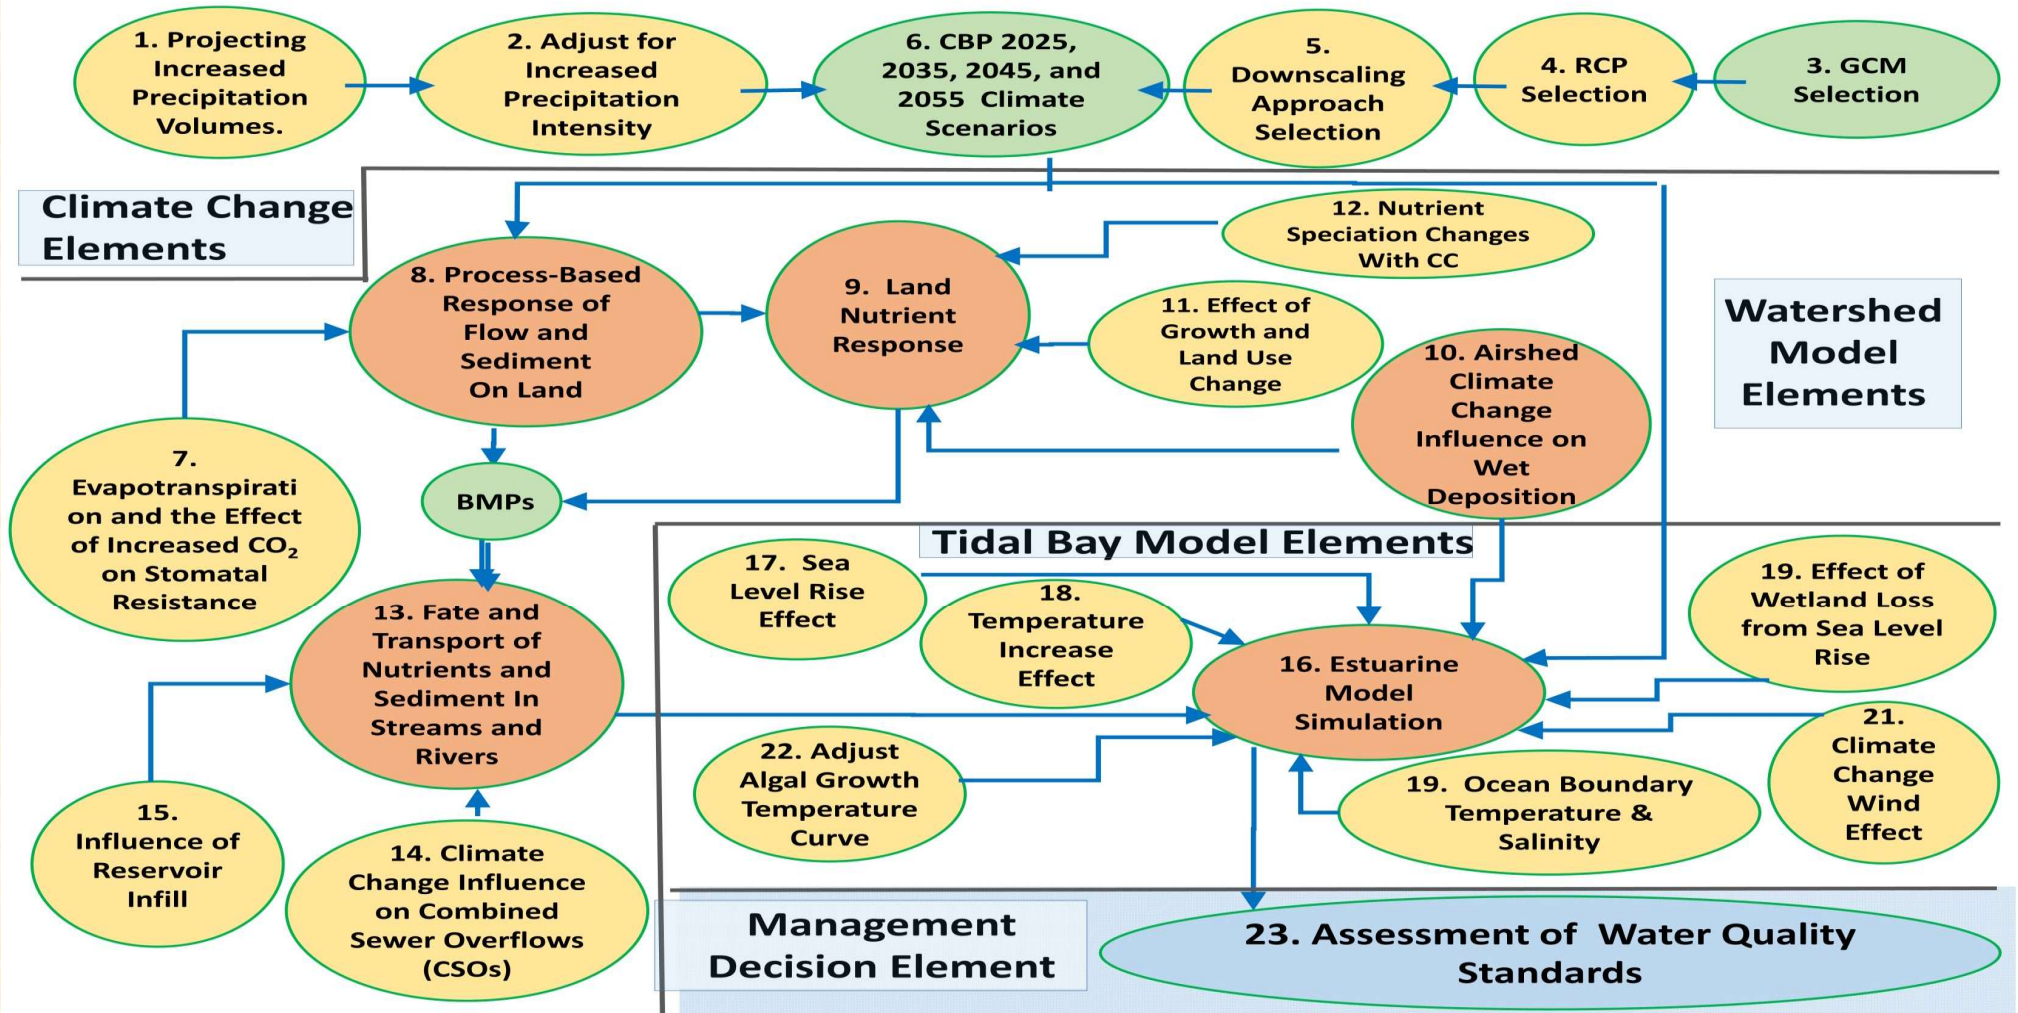 1. Projecting
Increased
Precipitation
Volumes.
2. Adjust for
Increased
Precipitation
Intensity
6. CBP 2025,
2035, 2045, and
2055 Climate
Scenarios
5.
Downscaling
Approach
Selection
4. RCP
Selection
3. GCM
Selection
Climate Change
Elements
12. Nutrient
Speciation Changes
With CC
8. Process-Based
Response of
Flow and
Sediment
On Land
9. Land
Nutrient
Response
11. Effect of
Growth and
Land Use
Change
10. Airshed
Climate
Change
Influence on
Wet
Deposition
Watershed
Model
Elements
7.
Evapotranspirati
on and the Effect
of Increased CO₂
on Stomatal
Resistance
BMPs
Tidal Bay Model Elements
17. Sea
Level Rise
Effect
18.
Temperature
Increase
Effect
19. Effect of
Wetland Loss
from Sea Level
Rise
13. Fate and
Transport of
Nutrients and
Sediment In
Streams and
Rivers
16. Estuarine
Model
Simulation
22. Adjust
Algal Growth
Temperature
Curve
19. Ocean Boundary
Temperature &
Salinity
21.
Climate
Change
Wind
Effect
15.
Influence of
Reservoir
Infill
14. Climate
Change Influence
on Combined
Sewer Overflows
(CSOs)
Management
Decision Element
23. Assessment of Water Quality
Standards